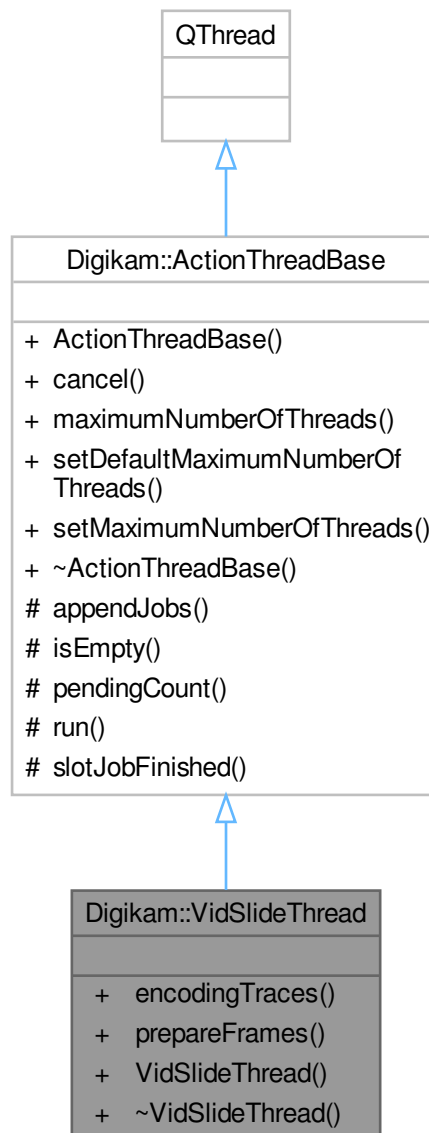 QThread
Digikam::ActionThreadBase
+ ActionThreadBase()
+ cancel()
+ maximumNumberOfThreads()
+ setDefaultMaximumNumberOf
Threads()
+ setMaximumNumberOfThreads()
+ ~ActionThreadBase()
# appendJobs()
# isEmpty()
# pendingCount()
# run()
# slotJobFinished()
Digikam::VidSlideThread
+ encodingTraces()
+ prepareFrames()
+ VidSlideThread()
+ ~VidSlideThread()